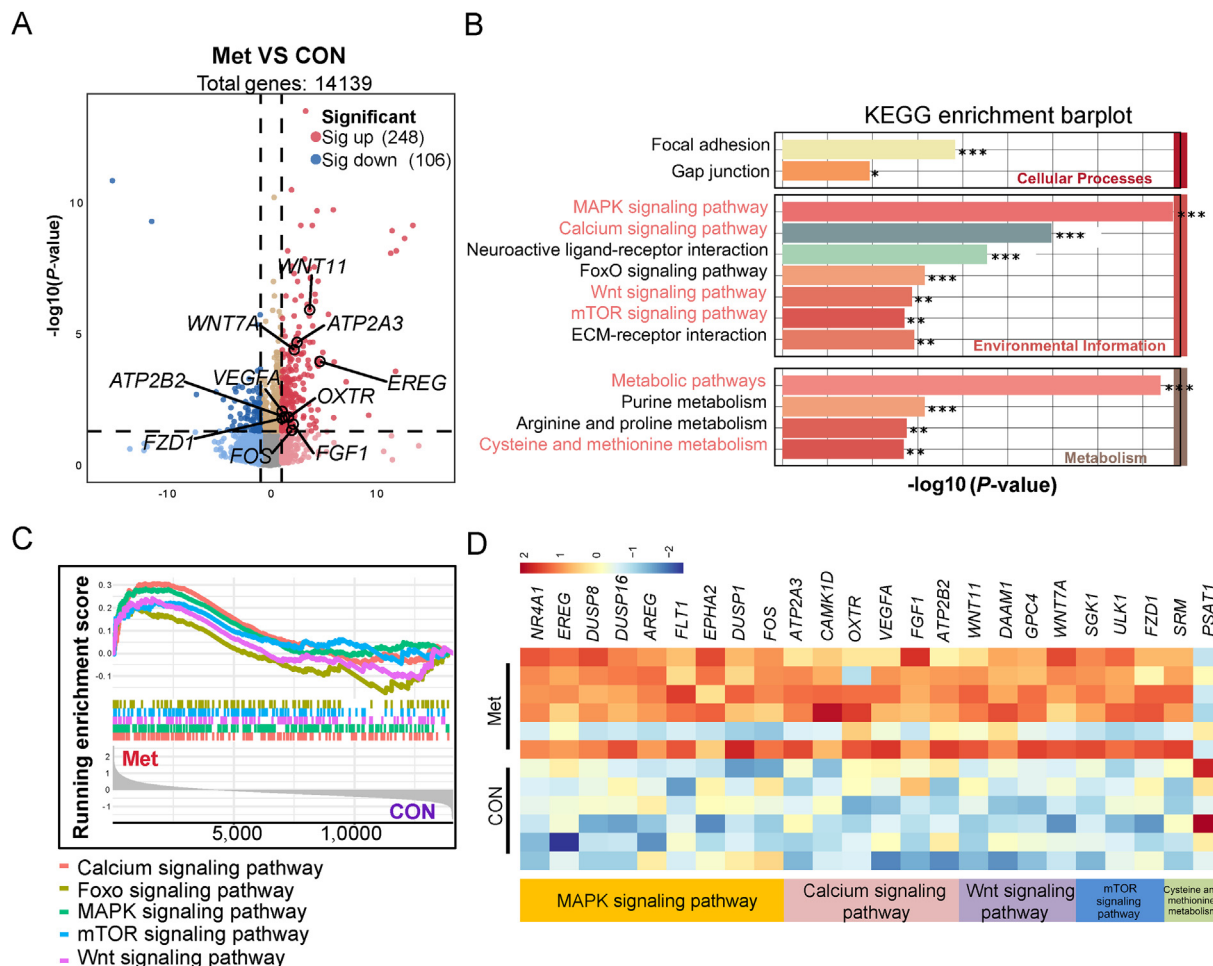 A
Met VS CON
Total genes: 14139
Significant
Sig up (248)
Sig down (106)
-log10(P-value)
10
5
0
-10
0
10
WNT11
WNT7A
ATP2A3
ATP2B2
VEGFA
EREG
OXTR
FZD1
FOS
FGF1
B
KEGG enrichment barplot
Focal adhesion
***
Gap junction
*
Cellular Processes
MAPK signaling pathway
***
Calcium signaling pathway
***
Neuroactive ligand-receptor interaction
***
FoxO signaling pathway
***
Wnt signaling pathway
**
mTOR signaling pathway
**
ECM-receptor interaction
**
Environmental Information
Metabolic pathways
***
Purine metabolism
***
Arginine and proline metabolism
**
Cysteine and methionine metabolism
**
Metabolism
-log10 (P-value)
C
Running enrichment score
0.3
0.2
0.1
0.0
-0.1
2
1
0
-1
Met
CON
5,000
1,0000
Calcium signaling pathway
Foxo signaling pathway
MAPK signaling pathway
mTOR signaling pathway
Wnt signaling pathway
D
2
1
0
-1
-2
NR4A1
EREG
DUSP8
DUSP16
AREG
FLT1
EPHA2
DUSP1
FOS
ATP2A3
CAMK1D
OXTR
VEGFA
FGF1
ATP2B2
WNT11
DAAM1
GPC4
WNT7A
SGK1
ULK1
FZD1
SRM
PSAT1
Met
CON
MAPK signaling pathway
Calcium signaling
pathway
Wnt signaling
pathway
mTOR
signaling
pathway
Cysteine and
methionine
metabolism